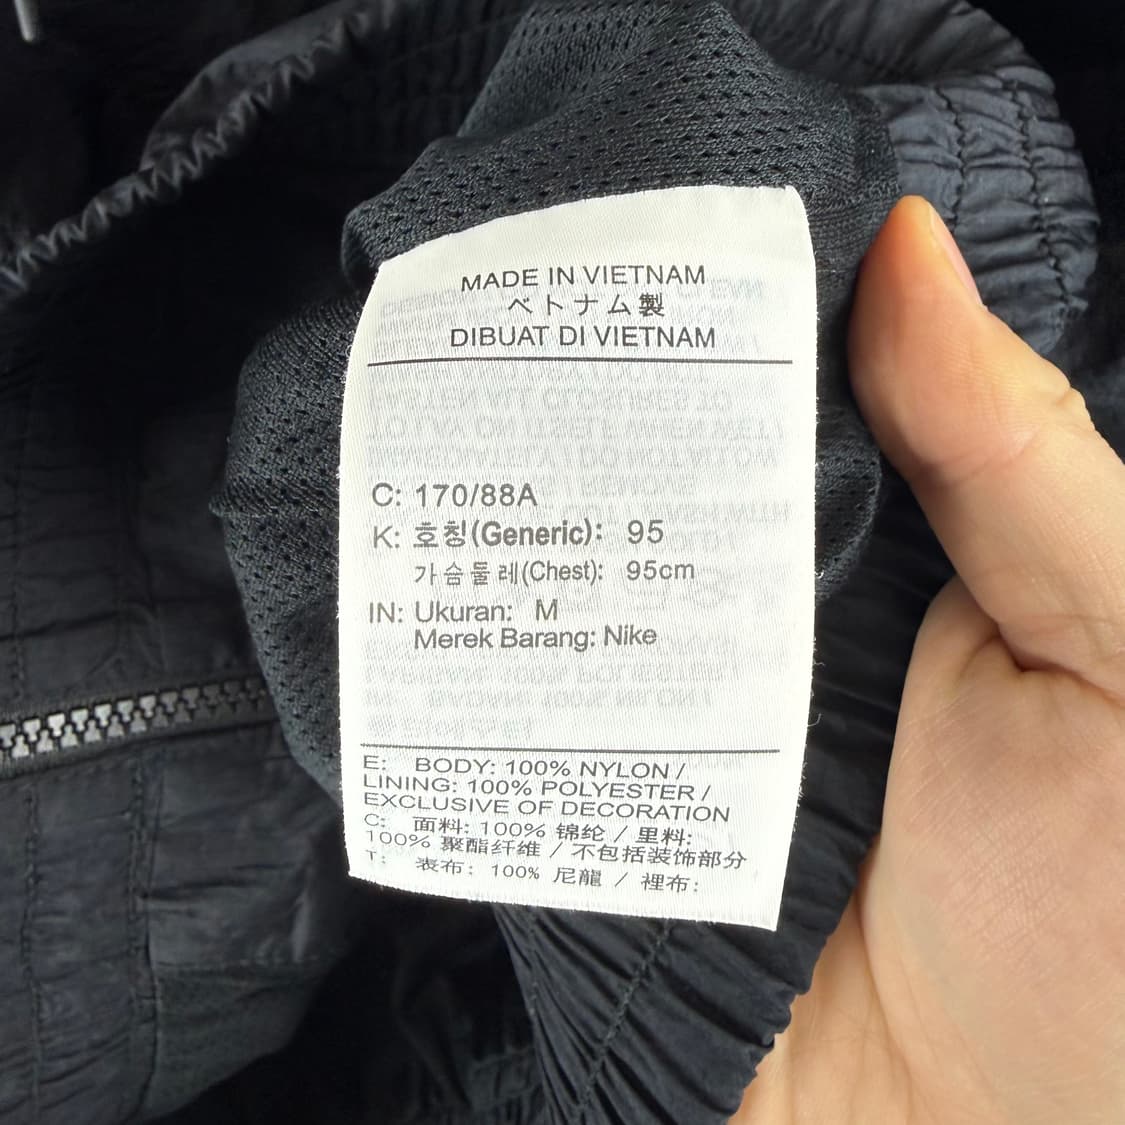 MADE IN VIETNAM
ベトナム製
DIBUAT DI VIETNAM
C: 170/88A
K: 호칭(Generic): 95
가슴둘레(Chest): 95cm
IN: Ukuran: M
Merek Barang: Nike
E: BODY: 100% NYLON /
LINING: 100% POLYESTER /
EXCLUSIVE OF DECORATION
C: 面料: 100% 锦纶 / 里料:
100% 聚酯纤维 / 不包括装饰部分
T: 表布: 100% 尼龍 / 裡布: